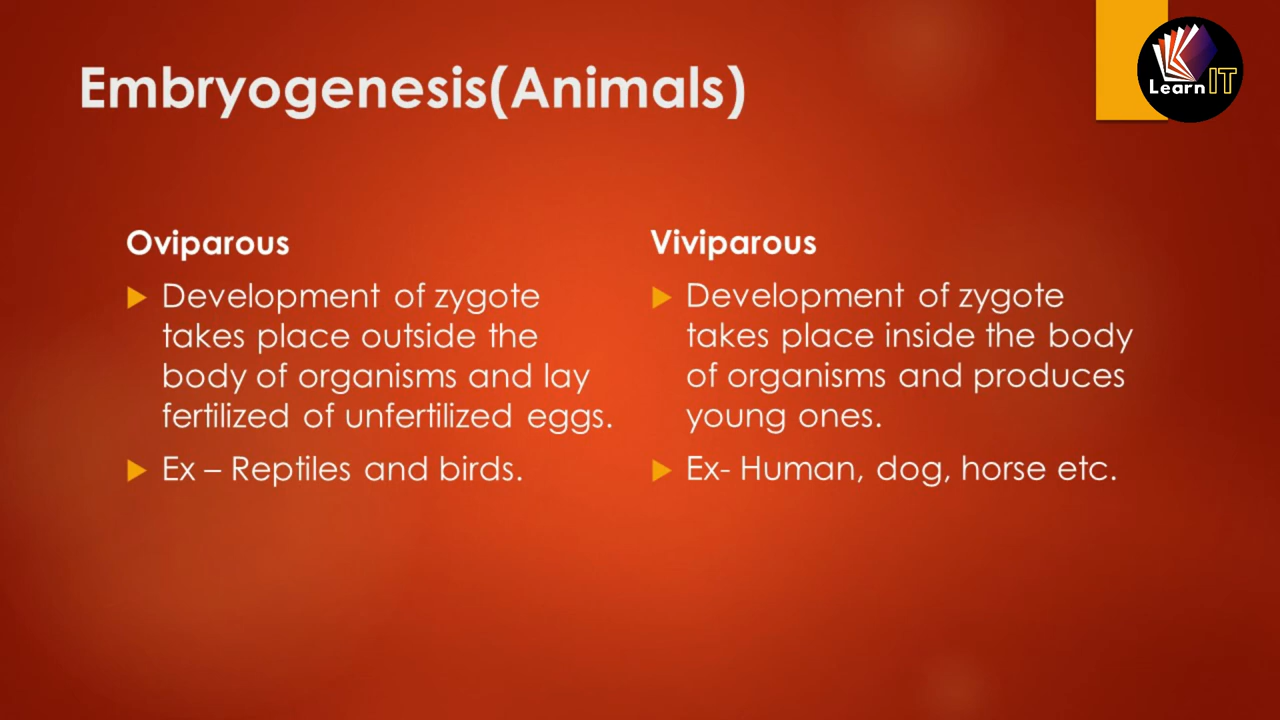 Embryogenesis(Animals)
LearnIT
Oviparous
▶ Development of zygote
takes place outside the
body of organisms and lay
fertilized of unfertilized eggs.
▶ Ex – Reptiles and birds.
Viviparous
▶ Development of zygote
takes place inside the body
of organisms and produces
young ones.
▶ Ex- Human, dog, horse etc.